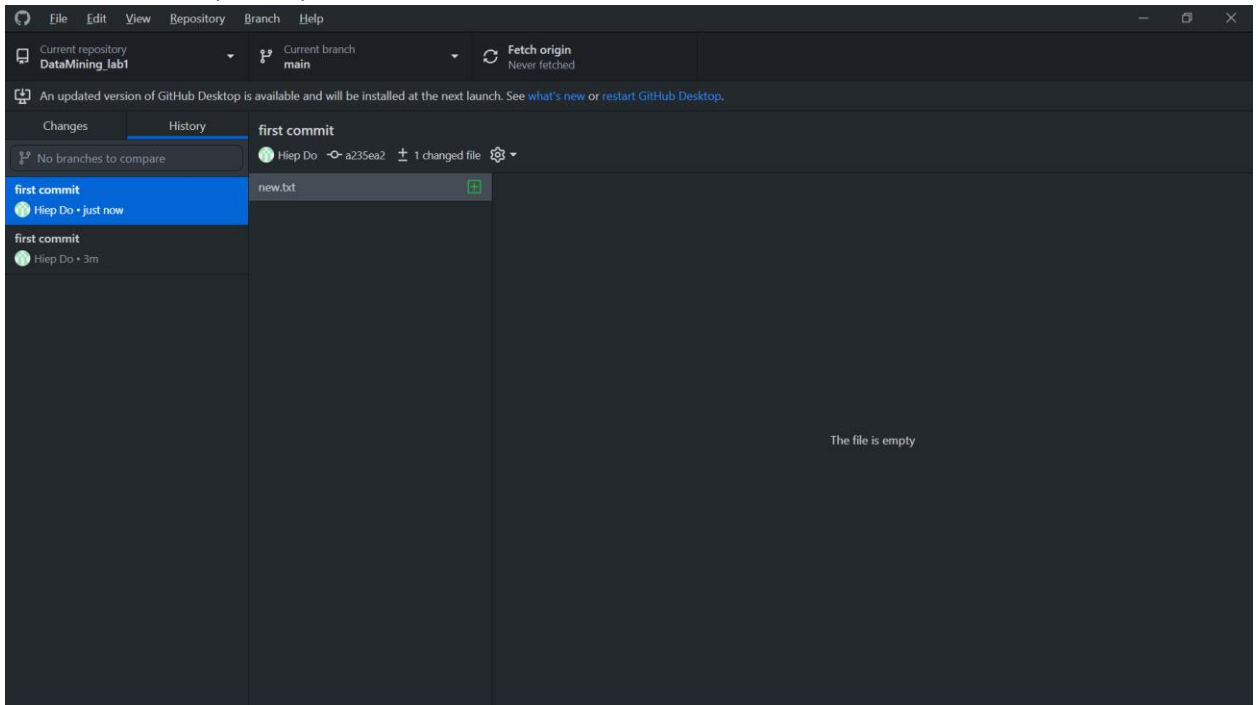 File Edit View Repository Branch Help
Current repository
DataMining_lab1
Current branch
main
Fetch origin
Never fetched
An updated version of GitHub Desktop is available and will be installed at the next launch. See what's new or restart GitHub Desktop.
Changes History
No branches to compare
first commit
Hiep Do • just now
first commit
Hiep Do • 3m
first commit
Hiep Do a235ea2 1 changed file
new.txt
The file is empty